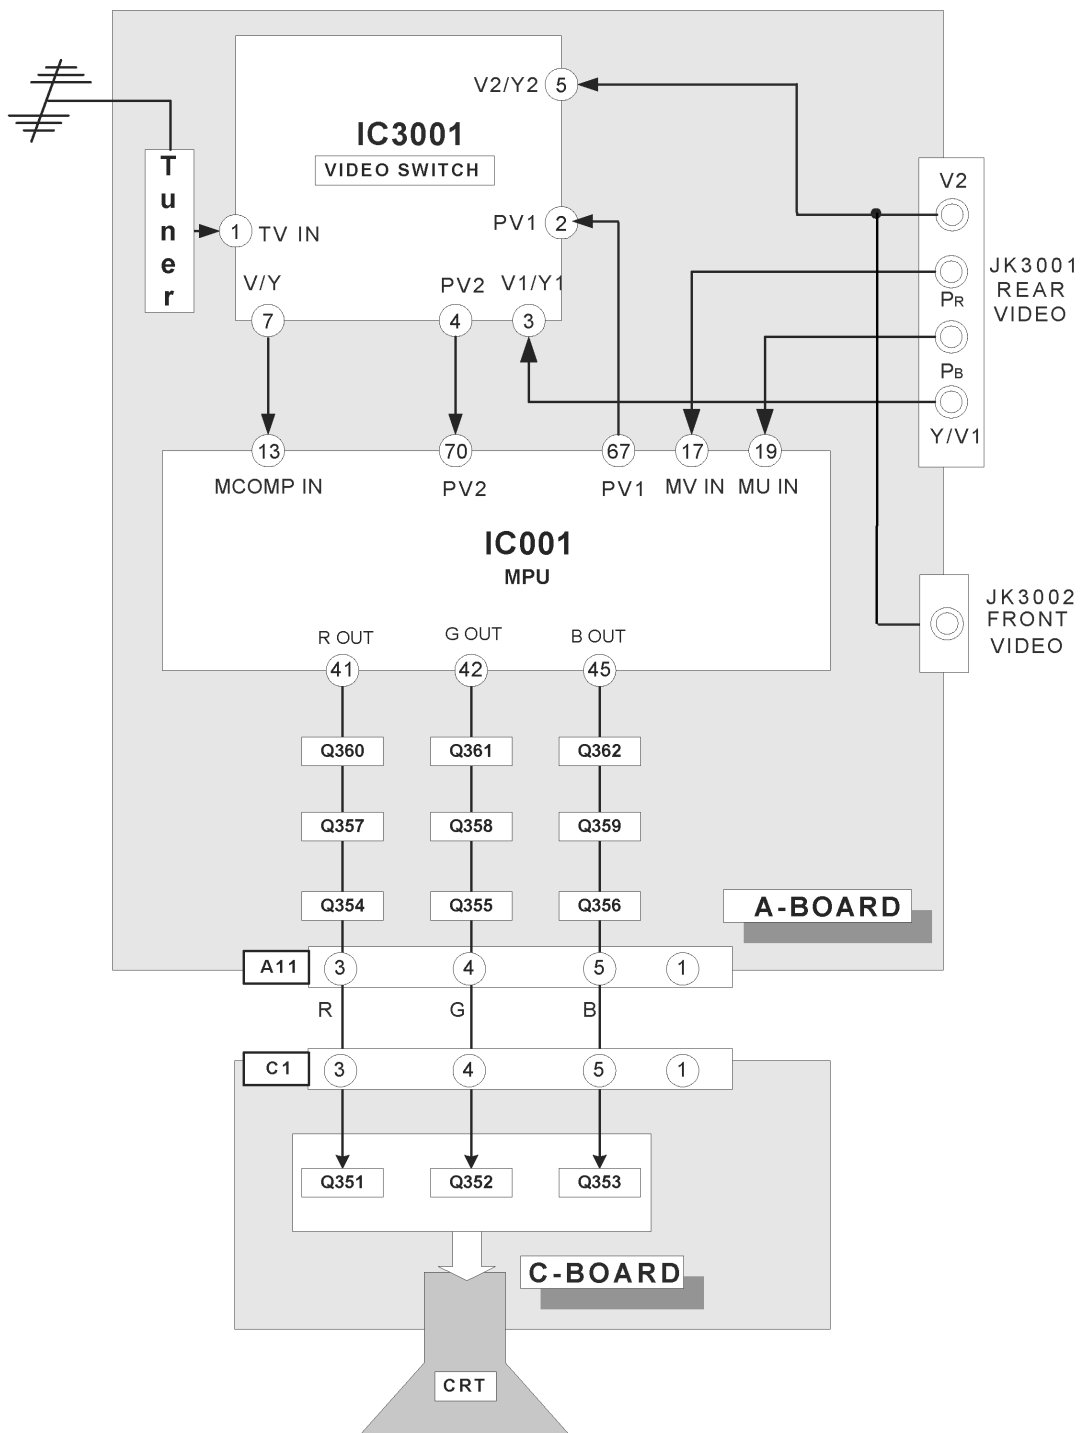 V2/Y2 5
IC3001
VIDEO SWITCH
Tuner
1 TV IN
PV1 2
V/Y
PV2
V1/Y1
7
4
3
V2
PR
PB
Y/V1
JK3001
REAR
VIDEO
13
70
67
17
19
MCOMP IN
PV2
PV1
MV IN
MU IN
IC001
MPU
JK3002
FRONT
VIDEO
R OUT
G OUT
B OUT
41
42
45
Q360
Q361
Q362
Q357
Q358
Q359
Q354
Q355
Q356
A-BOARD
A11
3
4
5
1
R
G
B
C1
3
4
5
1
Q351
Q352
Q353
C-BOARD
CRT